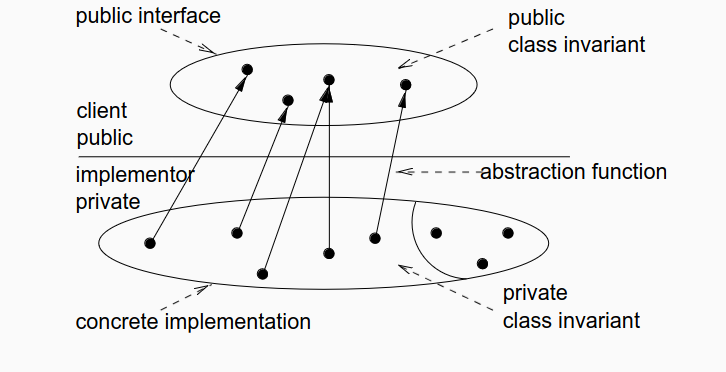 public interface
public
class invariant
client
public
implementor
private
abstraction function
private
class invariant
concrete implementation